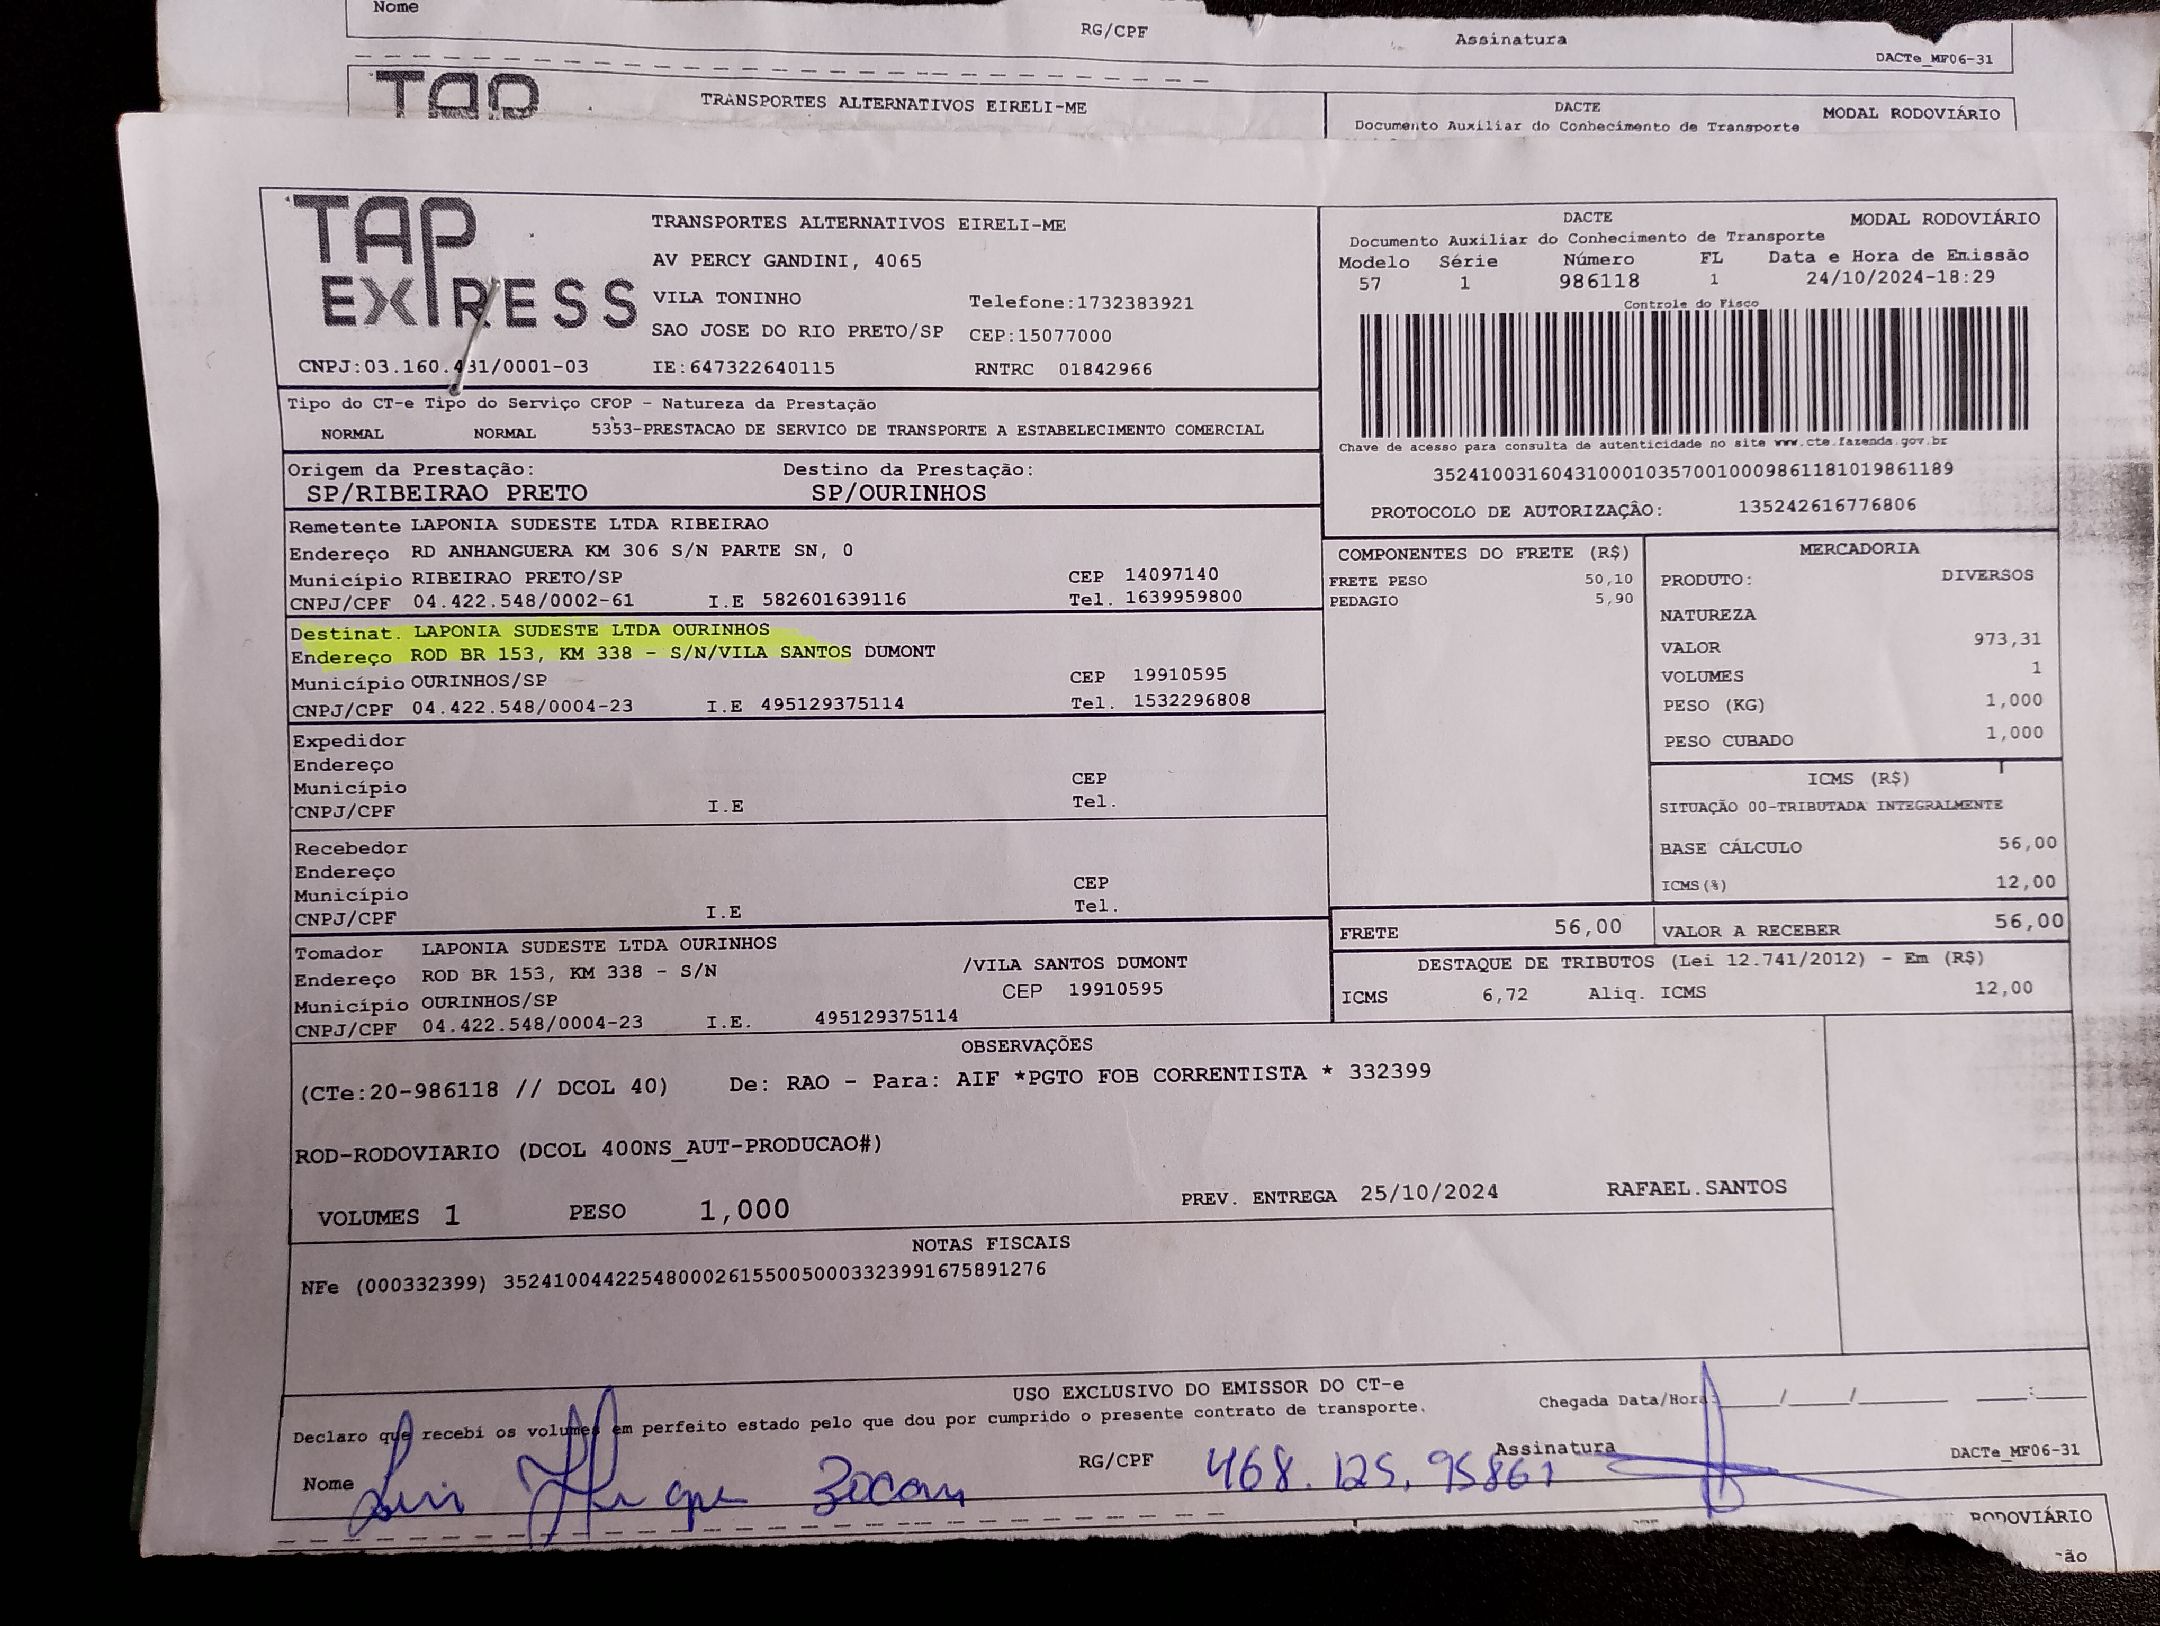 Nome
RG/CPF
Assinatura
DACTe_MF06-31
TAP
TRANSPORTES ALTERNATIVOS EIRELI-ME
DACTE
MODAL RODOVIÁRIO
Documento Auxiliar do Conhecimento de Transporte
TAP EXPRESS
TRANSPORTES ALTERNATIVOS EIRELI-ME
AV PERCY GANDINI, 4065
VILA TONINHO Telefone:1732383921
SAO JOSE DO RIO PRETO/SP CEP:15077000
CNPJ:03.160.431/0001-03 IE:647322640115 RNTRC 01842966
DACTE MODAL RODOVIÁRIO
Documento Auxiliar do Conhecimento de Transporte
Modelo Série Número FL Data e Hora de Emissão
57 1 986118 1 24/10/2024-18:29
Controle do Fisco
Chave de acesso para consulta de autenticidade no site www.cte.fazenda.gov.br
35241003160431000103570010009861181019861189
PROTOCOLO DE AUTORIZAÇÃO: 135242616776806
Tipo do CT-e Tipo do Serviço CFOP - Natureza da Prestação
NORMAL NORMAL 5353-PRESTACAO DE SERVICO DE TRANSPORTE A ESTABELECIMENTO COMERCIAL
Origem da Prestação: Destino da Prestação:
SP/RIBEIRAO PRETO SP/OURINHOS
Remetente LAPONIA SUDESTE LTDA RIBEIRAO
Endereço RD ANHANGUERA KM 306 S/N PARTE SN, 0
Município RIBEIRAO PRETO/SP CEP 14097140
CNPJ/CPF 04.422.548/0002-61 I.E 582601639116 Tel. 1639959800
Destinat. LAPONIA SUDESTE LTDA OURINHOS
Endereço ROD BR 153, KM 338 - S/N/VILA SANTOS DUMONT
Município OURINHOS/SP CEP 19910595
CNPJ/CPF 04.422.548/0004-23 I.E 495129375114 Tel. 1532296808
Expedidor
Endereço
Município CEP
CNPJ/CPF I.E Tel.
Recebedor
Endereço
Município CEP
CNPJ/CPF I.E Tel.
Tomador LAPONIA SUDESTE LTDA OURINHOS
Endereço ROD BR 153, KM 338 - S/N /VILA SANTOS DUMONT
Município OURINHOS/SP CEP 19910595
CNPJ/CPF 04.422.548/0004-23 I.E. 495129375114
COMPONENTES DO FRETE (R$)
FRETE PESO 50,10
PEDAGIO 5,90
MERCADORIA
PRODUTO: DIVERSOS
NATUREZA
VALOR 973,31
VOLUMES 1
PESO (KG) 1,000
PESO CUBADO 1,000
ICMS (R$)
SITUAÇÃO 00-TRIBUTADA INTEGRALMENTE
BASE CÁLCULO 56,00
ICMS(%) 12,00
FRETE 56,00 VALOR A RECEBER 56,00
DESTAQUE DE TRIBUTOS (Lei 12.741/2012) - Em (R$)
ICMS 6,72 Aliq. ICMS 12,00
OBSERVAÇÕES
(CTe:20-986118 // DCOL 40) De: RAO - Para: AIF *PGTO FOB CORRENTISTA * 332399
ROD-RODOVIARIO (DCOL 400NS_AUT-PRODUCAO#)
VOLUMES 1 PESO 1,000 PREV. ENTREGA 25/10/2024 RAFAEL.SANTOS
NOTAS FISCAIS
NFe (000332399) 35241004422548000261550050003323991675891276
USO EXCLUSIVO DO EMISSOR DO CT-e
Declaro que recebi os volumes em perfeito estado pelo que dou por cumprido o presente contrato de transporte. Chegada Data/Hora: / / :
Nome RG/CPF 468.125.95861 Assinatura DACTe_MF06-31
RODOVIÁRIO
ão